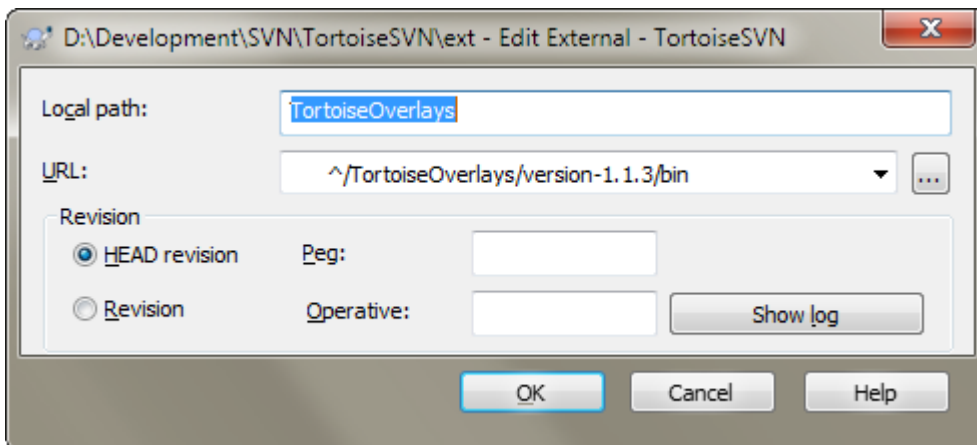 D:\Development\SVN\TortoiseSVN\ext - Edit External - TortoiseSVN
Local path: TortoiseOverlays
URL: ^/TortoiseOverlays/version-1.1.3/bin ...
Revision
HEAD revision Peg:
Revision Operative: Show log
OK Cancel Help